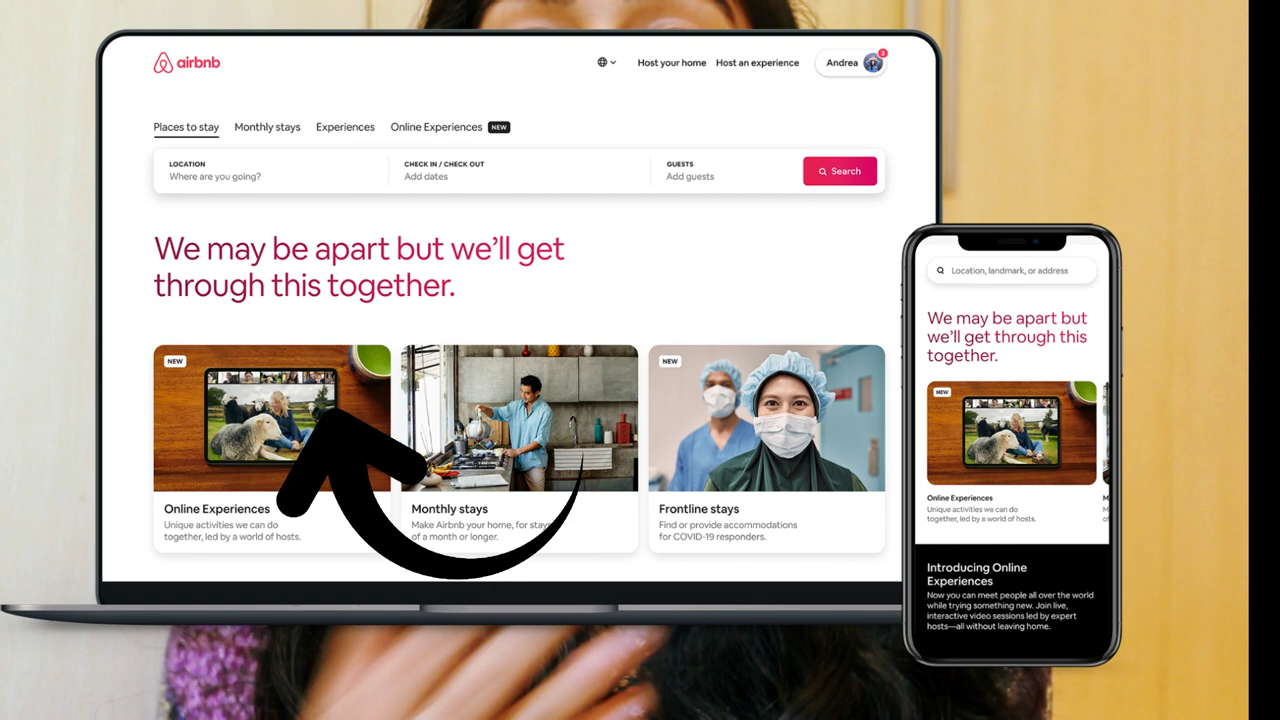 airbnb
Host your home
Host an experience
Andrea
3
Places to stay
Monthly stays
Experiences
Online Experiences
NEW
LOCATION
Where are you going?
CHECK IN / CHECK OUT
Add dates
GUESTS
Add guests
Search
We may be apart but we'll get
through this together.
NEW
Online Experiences
Unique activities we can do
together, led by a world of hosts.
Monthly stays
Make Airbnb your home, for stays
of a month or longer.
NEW
Frontline stays
Find or provide accommodations
for COVID-19 responders.
Location, landmark, or address
We may be apart but
we'll get through this
together.
NEW
Online Experiences
Unique activities we can do
together, led by a world of hosts.
Introducing Online
Experiences
Now you can meet people all over the world
while trying something new. Join live,
interactive video sessions led by expert
hosts—all without leaving home.